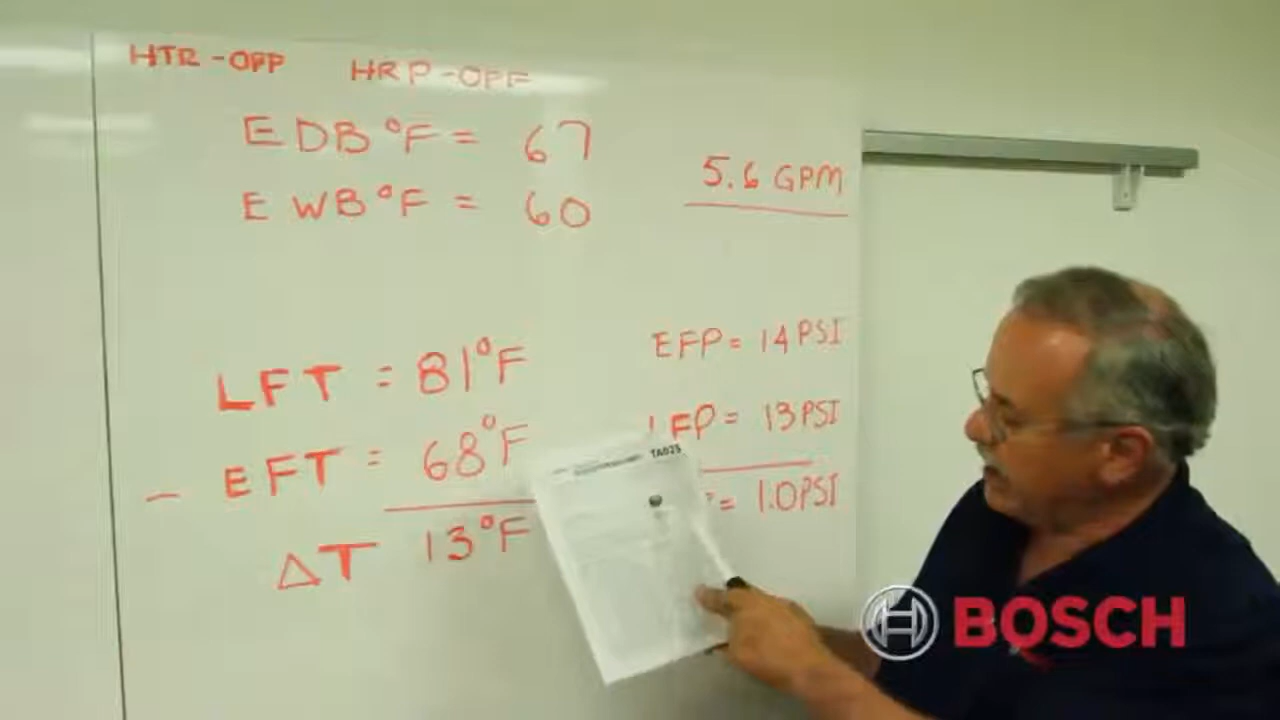 HTR-OFF HRP-OFF
EDB °F = 67
EWB °F = 60
5.6 GPM
LFT = 81°F
- EFT = 68°F
ΔT 13°F
EFP = 14 PSI
LFP = 13 PSI
= 1.0 PSI
TA025
BOSCH